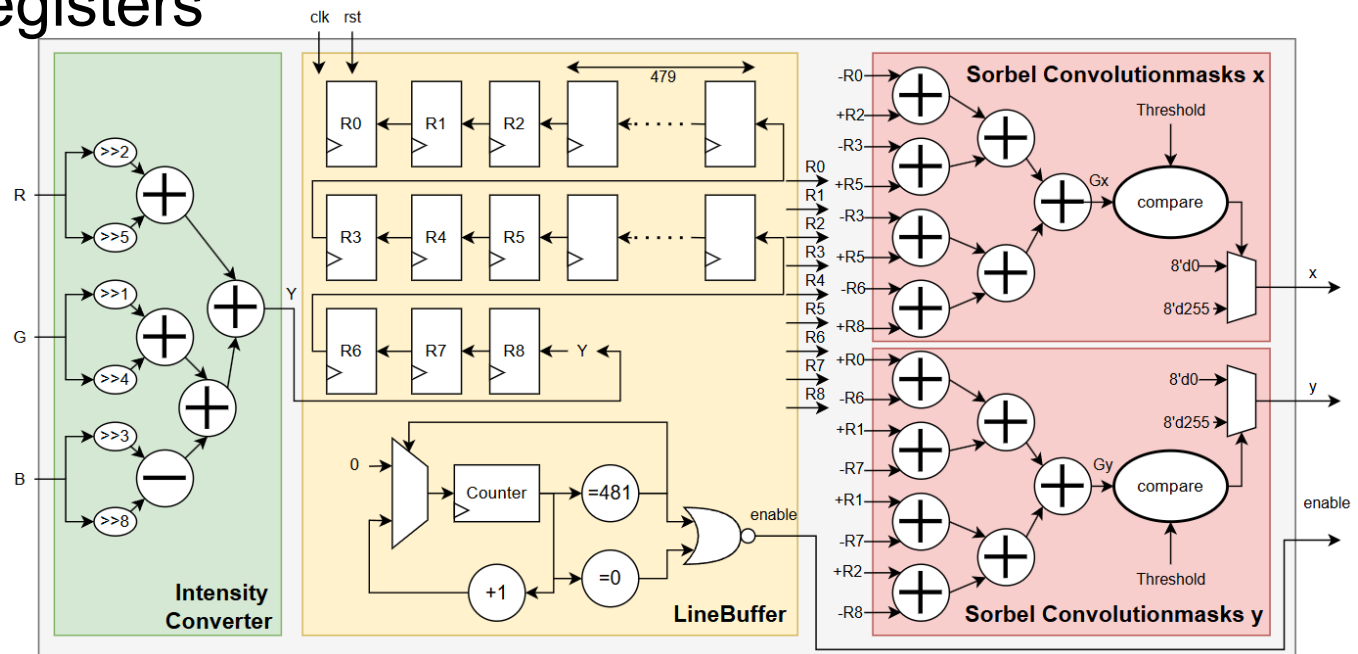 egisters
clk rst
R
G
B
>>2
>>5
>>1
>>4
>>3
>>8
Y
Intensity
Converter
479
R0 R1 R2
R3 R4 R5
R6 R7 R8 Y
0
Counter
=481
=0
+1
enable
LineBuffer
R0
R1
R2
R3
R4
R5
R6
R7
R8
Sorbel Convolutionmasks x
-R0
+R2
-R3
+R5
-R3
+R5
-R6
+R8
Gx
Threshold
compare
8'd0
8'd255
x
+R0
-R6
+R1
-R7
+R1
-R7
+R2
-R8
Gy
8'd0
8'd255
compare
Threshold
y
enable
Sorbel Convolutionmasks y